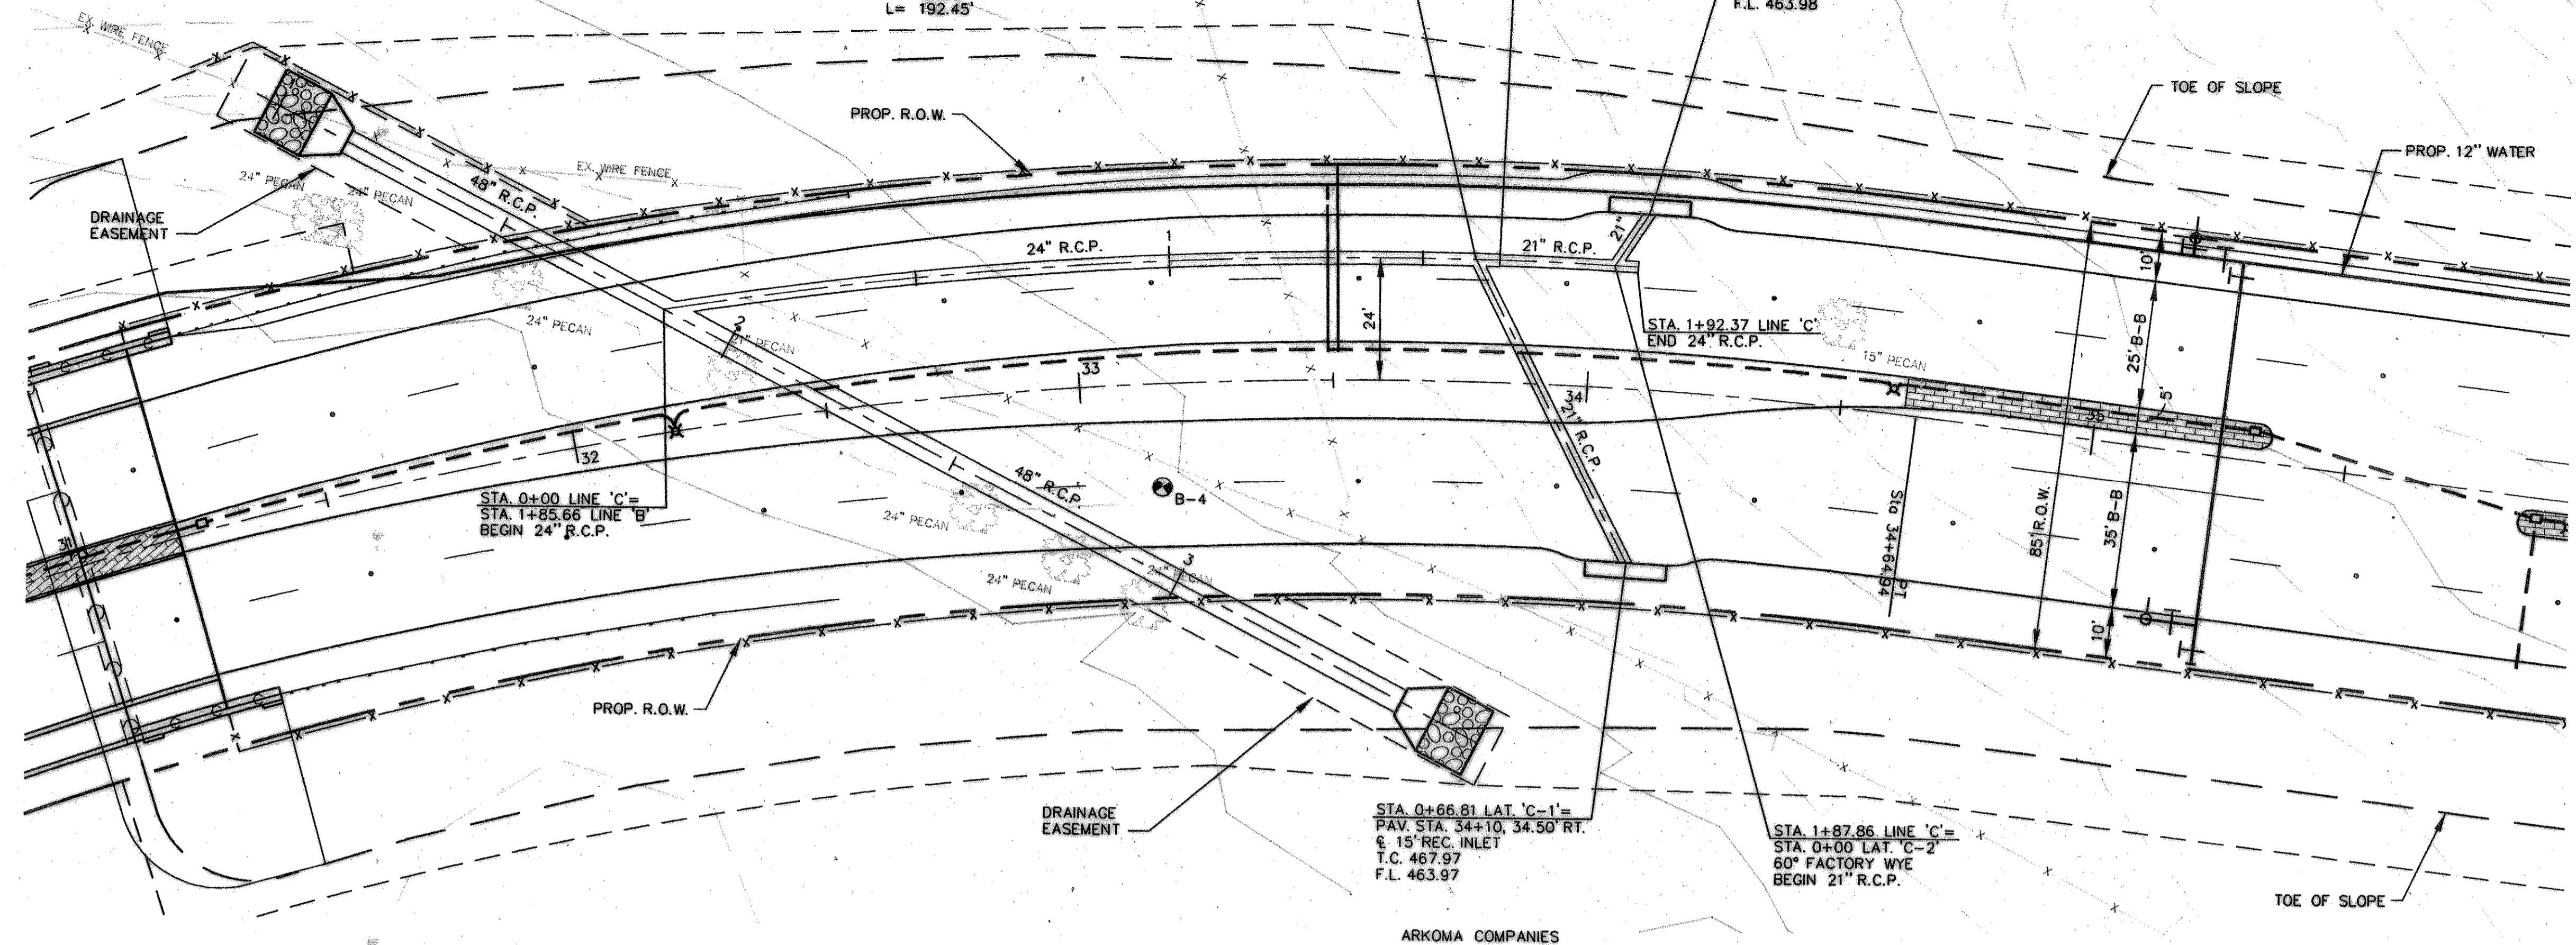 L= 192.45'
F.L. 463.98
EX. WIRE FENCE
TOE OF SLOPE
PROP. R.O.W.
PROP. 12" WATER
EX. WIRE FENCE
24" PECAN
24" PECAN
48" R.C.P.
DRAINAGE
EASEMENT
24" R.C.P.
1
21" R.C.P.
21"
10'
24" PECAN
2
21" PECAN
24'
STA. 1+92.37 LINE 'C'
END 24" R.C.P.
15" PECAN
25' B-B
33
34
5'
35
21" R.C.P.
32
STA. 0+00 LINE 'C'=
STA. 1+85.66 LINE 'B'
BEGIN 24" R.C.P.
48" R.C.P.
B-4
24" PECAN
Sta 34+64.94
PT
85' R.O.W.
35' B-B
31
3
24" PECAN
24" PECAN
10'
PROP. R.O.W.
DRAINAGE
EASEMENT
STA. 0+66.81 LAT. 'C-1'=
PAV. STA. 34+10, 34.50' RT.
℄ 15' REC. INLET
T.C. 467.97
F.L. 463.97
STA. 1+87.86 LINE 'C'=
STA. 0+00 LAT. 'C-2'
60° FACTORY WYE
BEGIN 21" R.C.P.
TOE OF SLOPE
ARKOMA COMPANIES